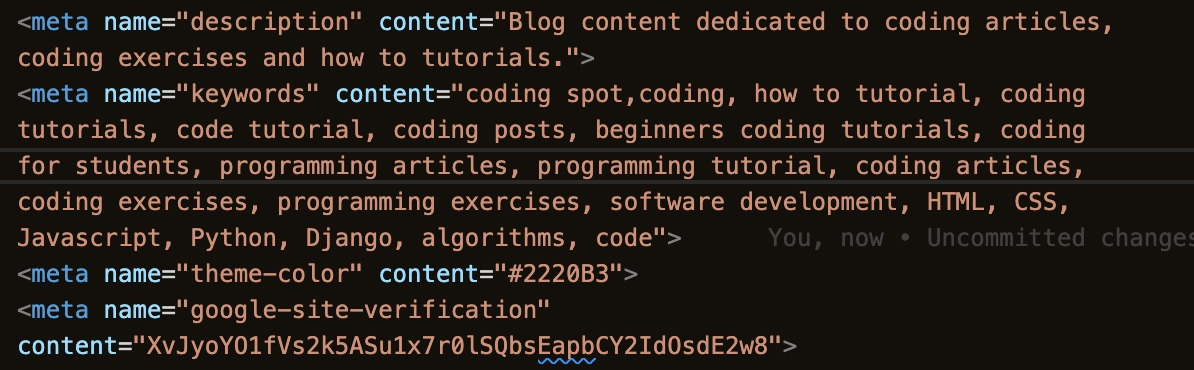 <meta name="description" content="Blog content dedicated to coding articles,
coding exercises and how to tutorials.">
<meta name="keywords" content="coding spot,coding, how to tutorial, coding
tutorials, code tutorial, coding posts, beginners coding tutorials, coding
for students, programming articles, programming tutorial, coding articles,
coding exercises, programming exercises, software development, HTML, CSS,
Javascript, Python, Django, algorithms, code"> You, now • Uncommitted changes
<meta name="theme-color" content="#2220B3">
<meta name="google-site-verification"
content="XvJyoYO1fVs2k5ASu1x7r0lSQbsEapbCY2IdOsdE2w8">